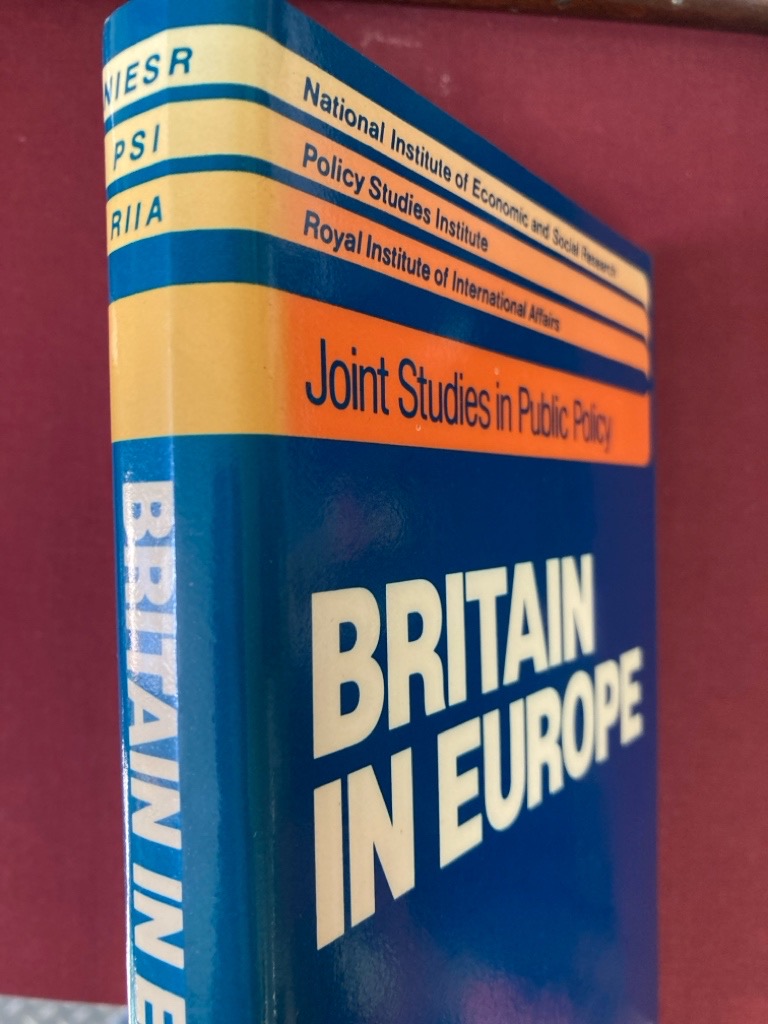 NIESR
PSI
RIIA
BRITAIN IN E
National Institute of Economic and Social Research
Policy Studies Institute
Royal Institute of International Affairs
Joint Studies in Public Policy
BRITAIN
IN EUROPE